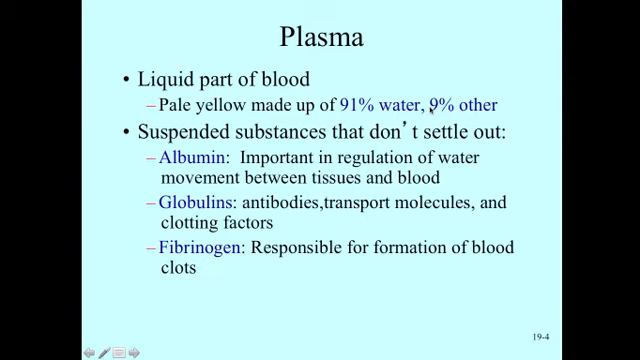 Plasma
• Liquid part of blood
–Pale yellow made up of 91% water, 9% other
• Suspended substances that don’t settle out:
–Albumin: Important in regulation of water
movement between tissues and blood
–Globulins: antibodies,transport molecules, and
clotting factors
–Fibrinogen: Responsible for formation of blood
clots
19-4